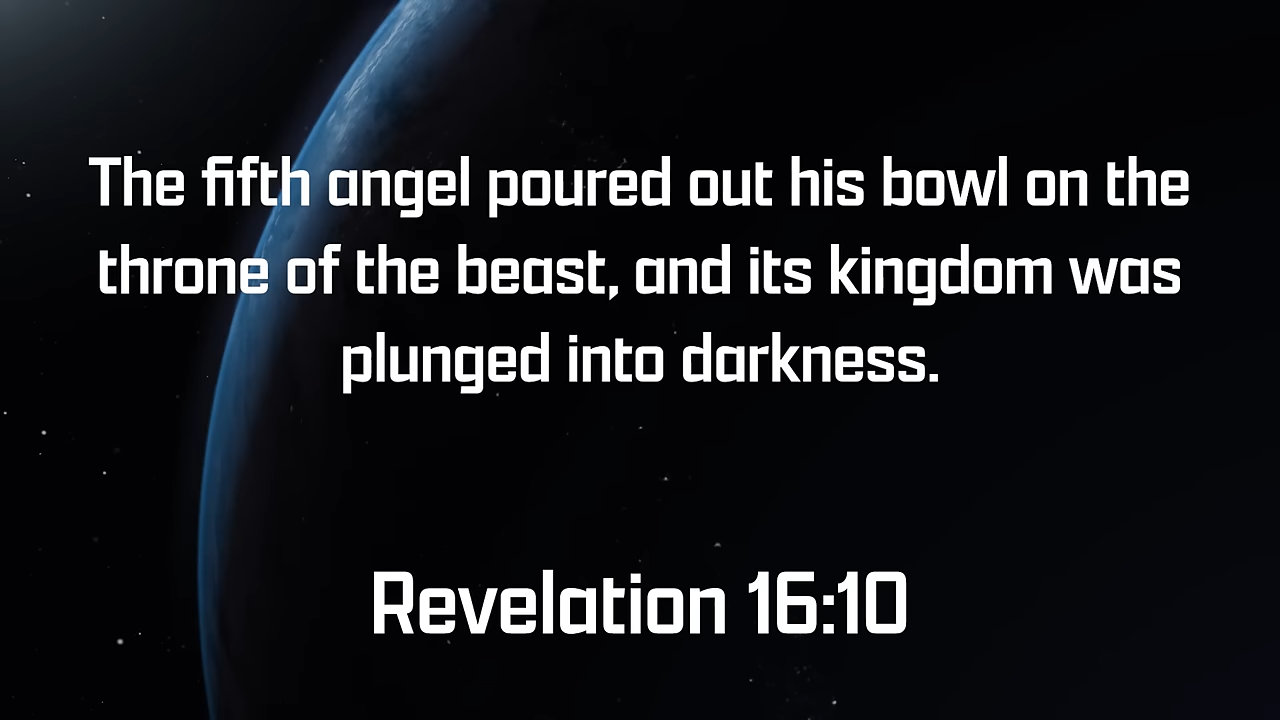 The fifth angel poured out his bowl on the
throne of the beast, and its kingdom was
plunged into darkness.
Revelation 16:10